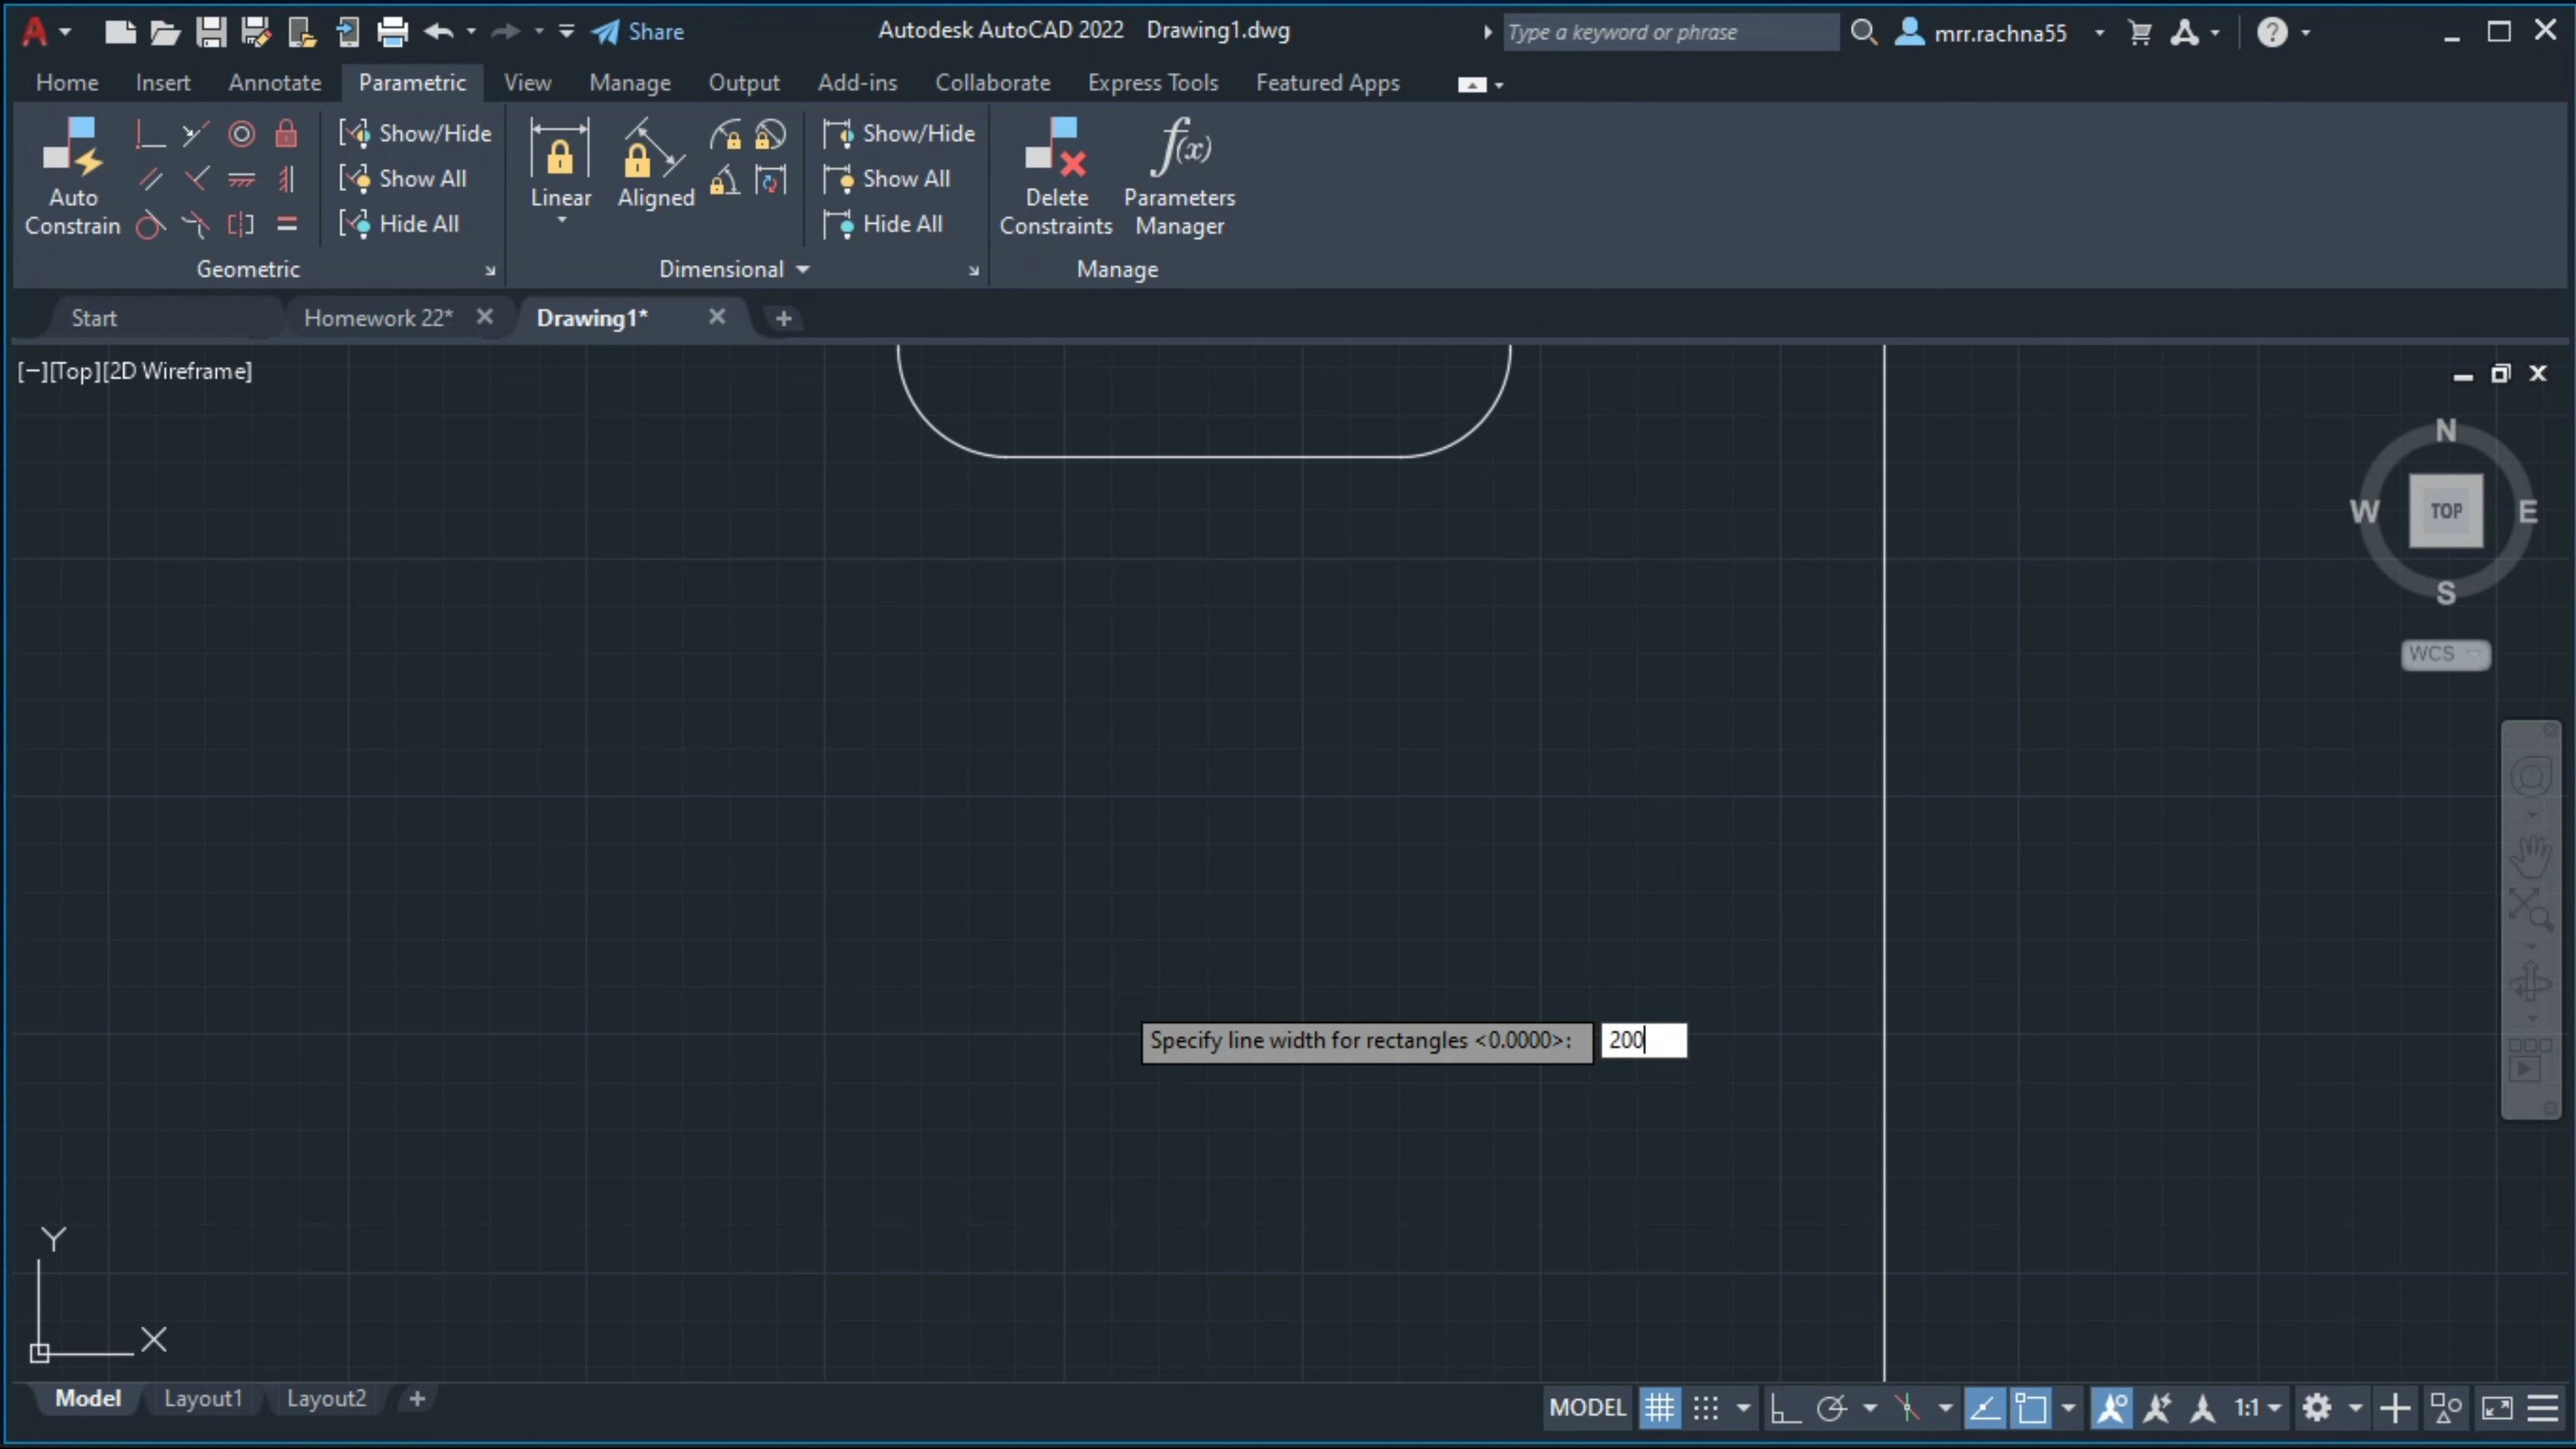 Share
Autodesk AutoCAD 2022 Drawing1.dwg
Type a keyword or phrase
mrr.rachna55
Home Insert Annotate Parametric View Manage Output Add-ins Collaborate Express Tools Featured Apps
Auto
Constrain
Show/Hide
Show All
Hide All
Geometric
Linear
Aligned
Show/Hide
Show All
Hide All
Dimensional
Delete
Constraints
f(x)
Parameters
Manager
Manage
Start
Homework 22*
Drawing1*
[−][Top][2D Wireframe]
N
W
TOP
E
S
WCS
Specify line width for rectangles <0.0000>: 200
Y
X
Model Layout1 Layout2
MODEL
1:1